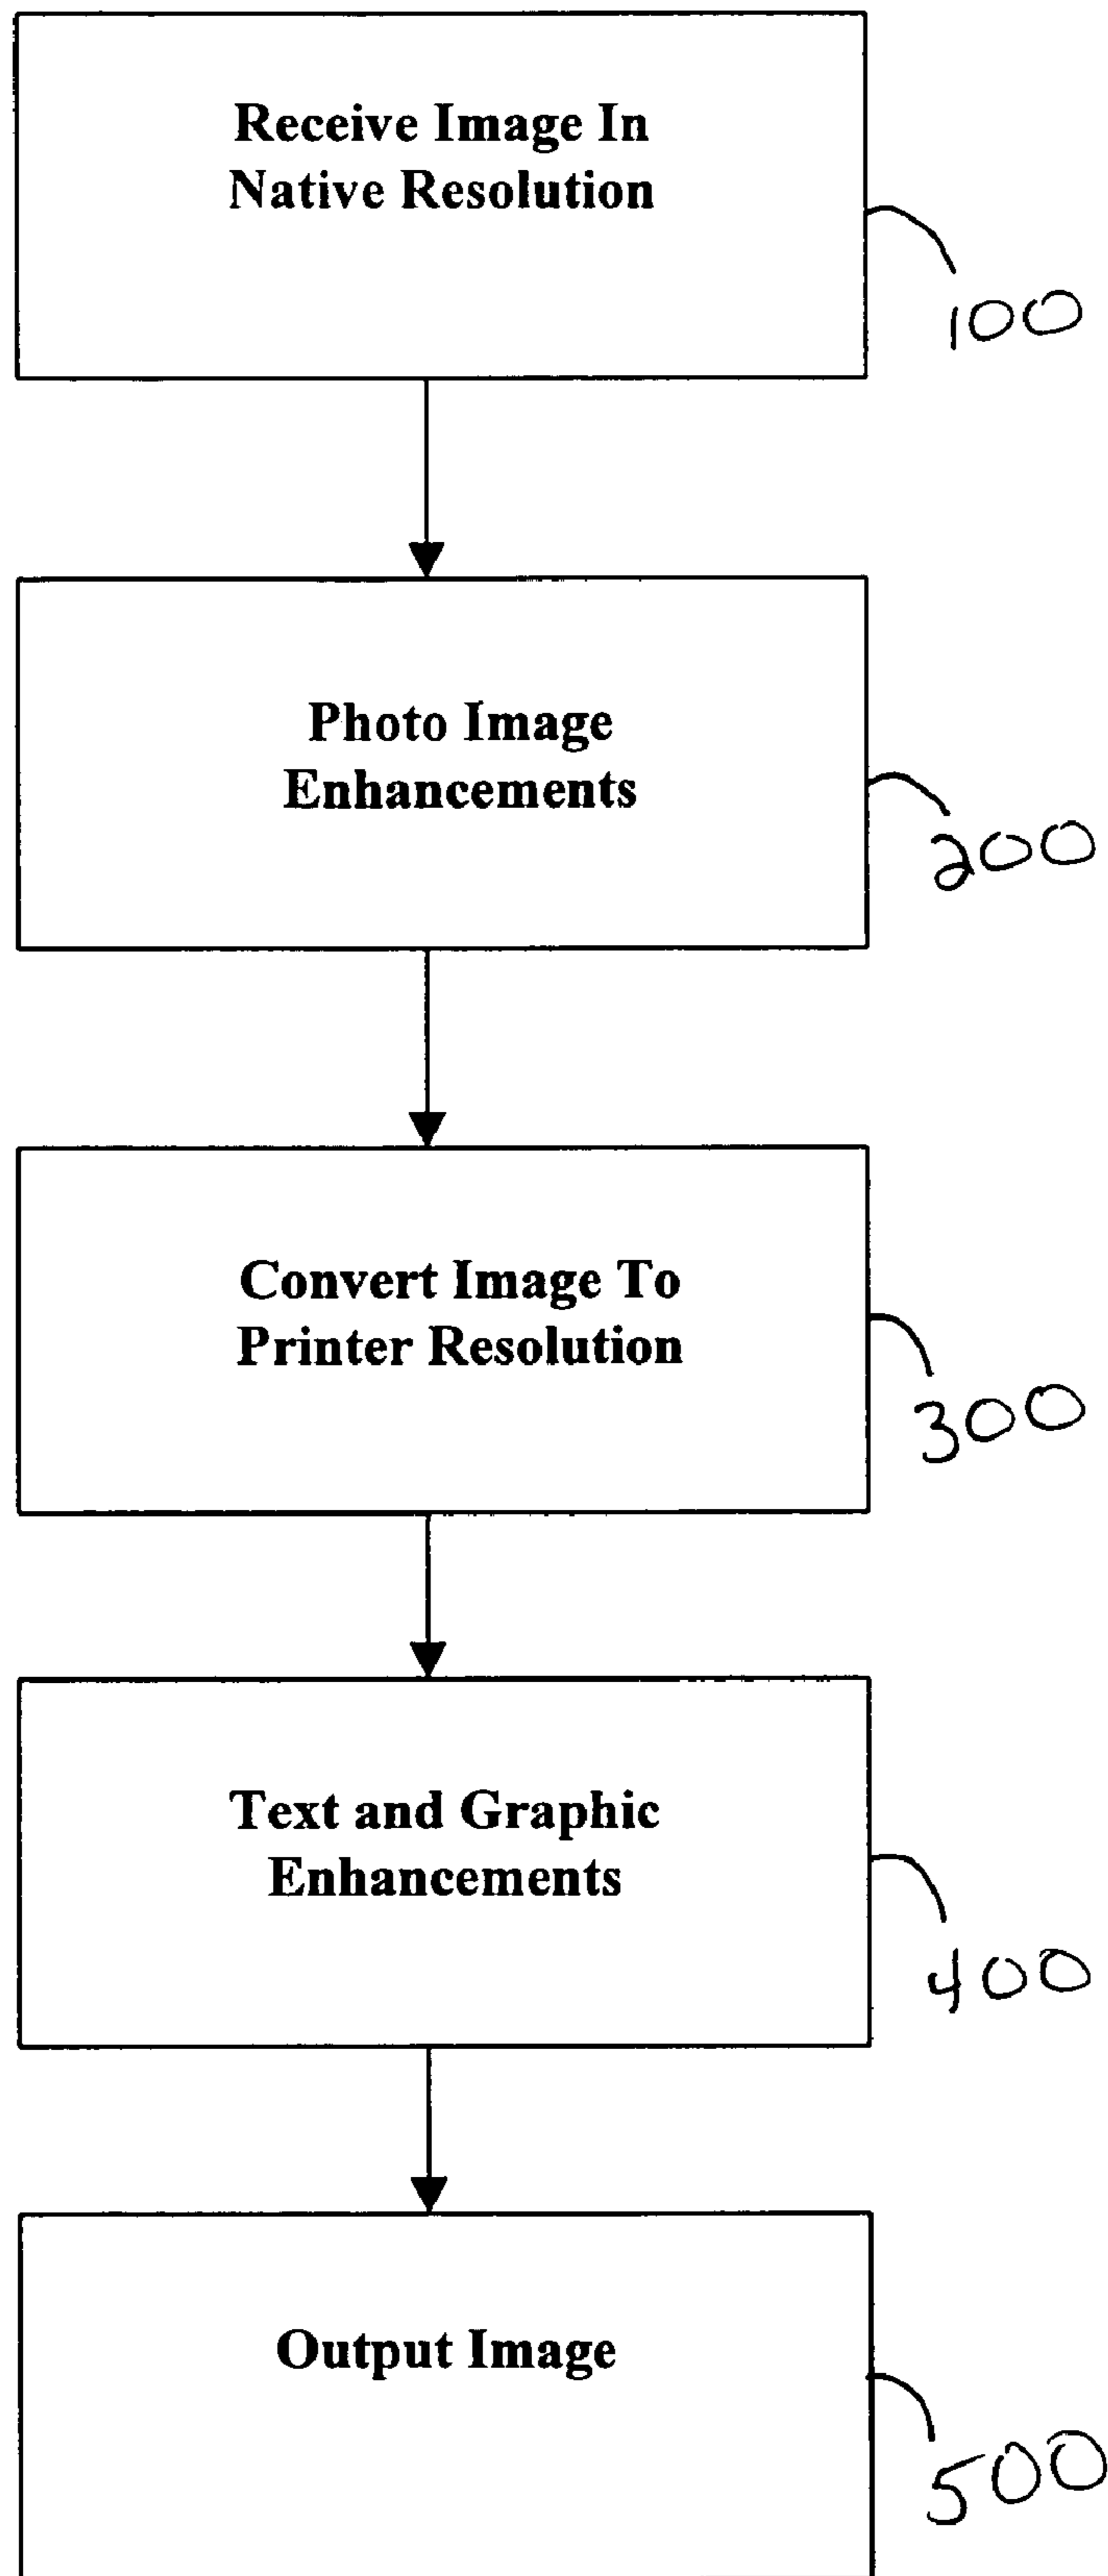 Receive Image In
Native Resolution
100
Photo Image
Enhancements
200
Convert Image To
Printer Resolution
300
Text and Graphic
Enhancements
400
Output Image
500